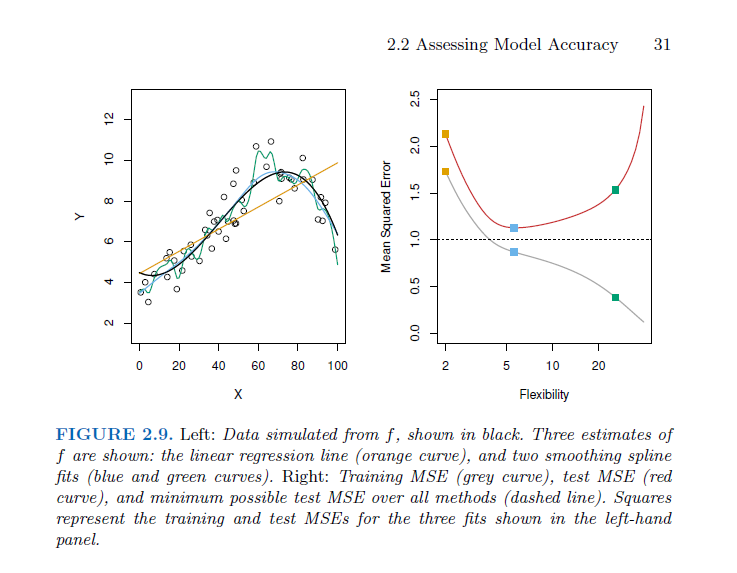 2.2 Assessing Model Accuracy 31
12
10
8
6
4
2
Y
0 20 40 60 80 100
X
2.5
2.0
1.5
1.0
0.5
0.0
Mean Squared Error
2 5 10 20
Flexibility
FIGURE 2.9. Left: Data simulated from f, shown in black. Three estimates of
f are shown: the linear regression line (orange curve), and two smoothing spline
fits (blue and green curves). Right: Training MSE (grey curve), test MSE (red
curve), and minimum possible test MSE over all methods (dashed line). Squares
represent the training and test MSEs for the three fits shown in the left-hand
panel.